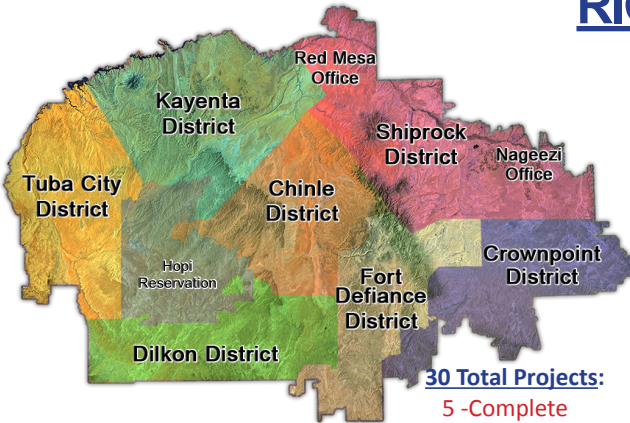 Red Mesa
Office
Kayenta
District
Shiprock
District
Nageezi
Office
Tuba City
District
Chinle
District
Hopi
Reservation
Crownpoint
District
Fort
Defiance
District
Dilkon District
30 Total Projects:
5 -Complete